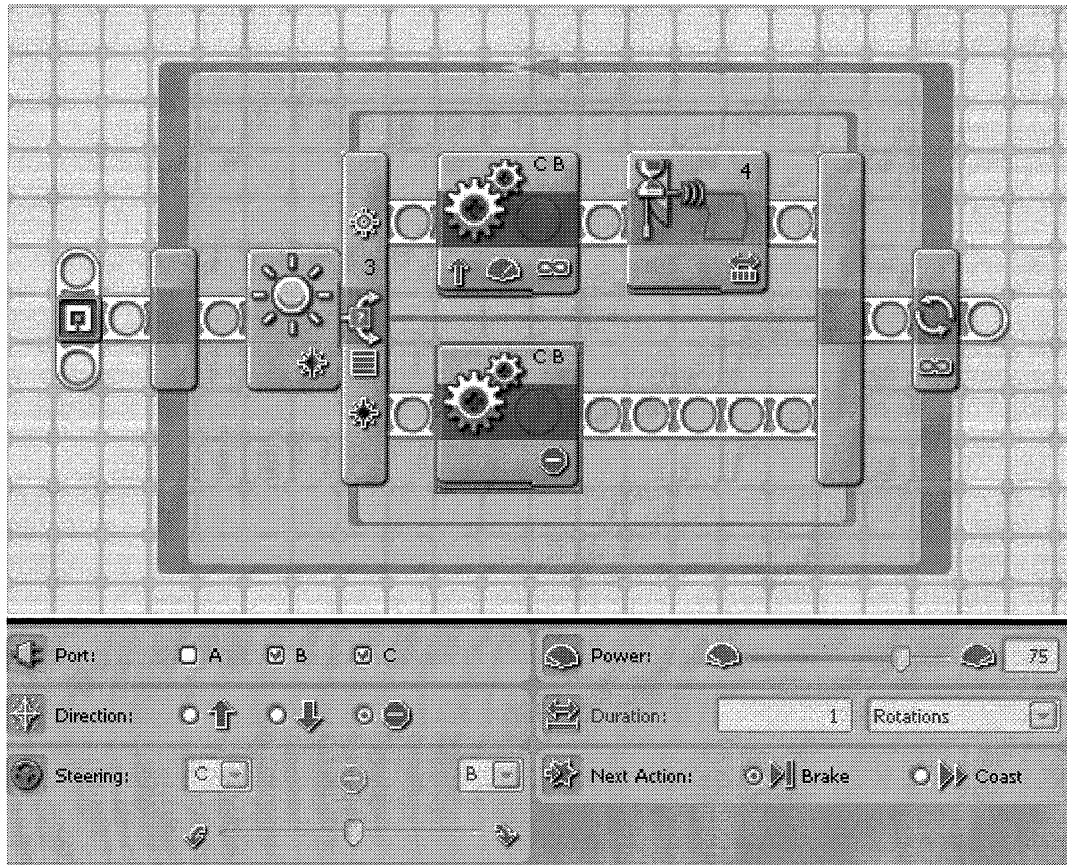 C B
4
3
C B
Port: A B C
Power: 75
Direction:
Duration: 1 Rotations
Steering: C B
Next Action: Brake Coast